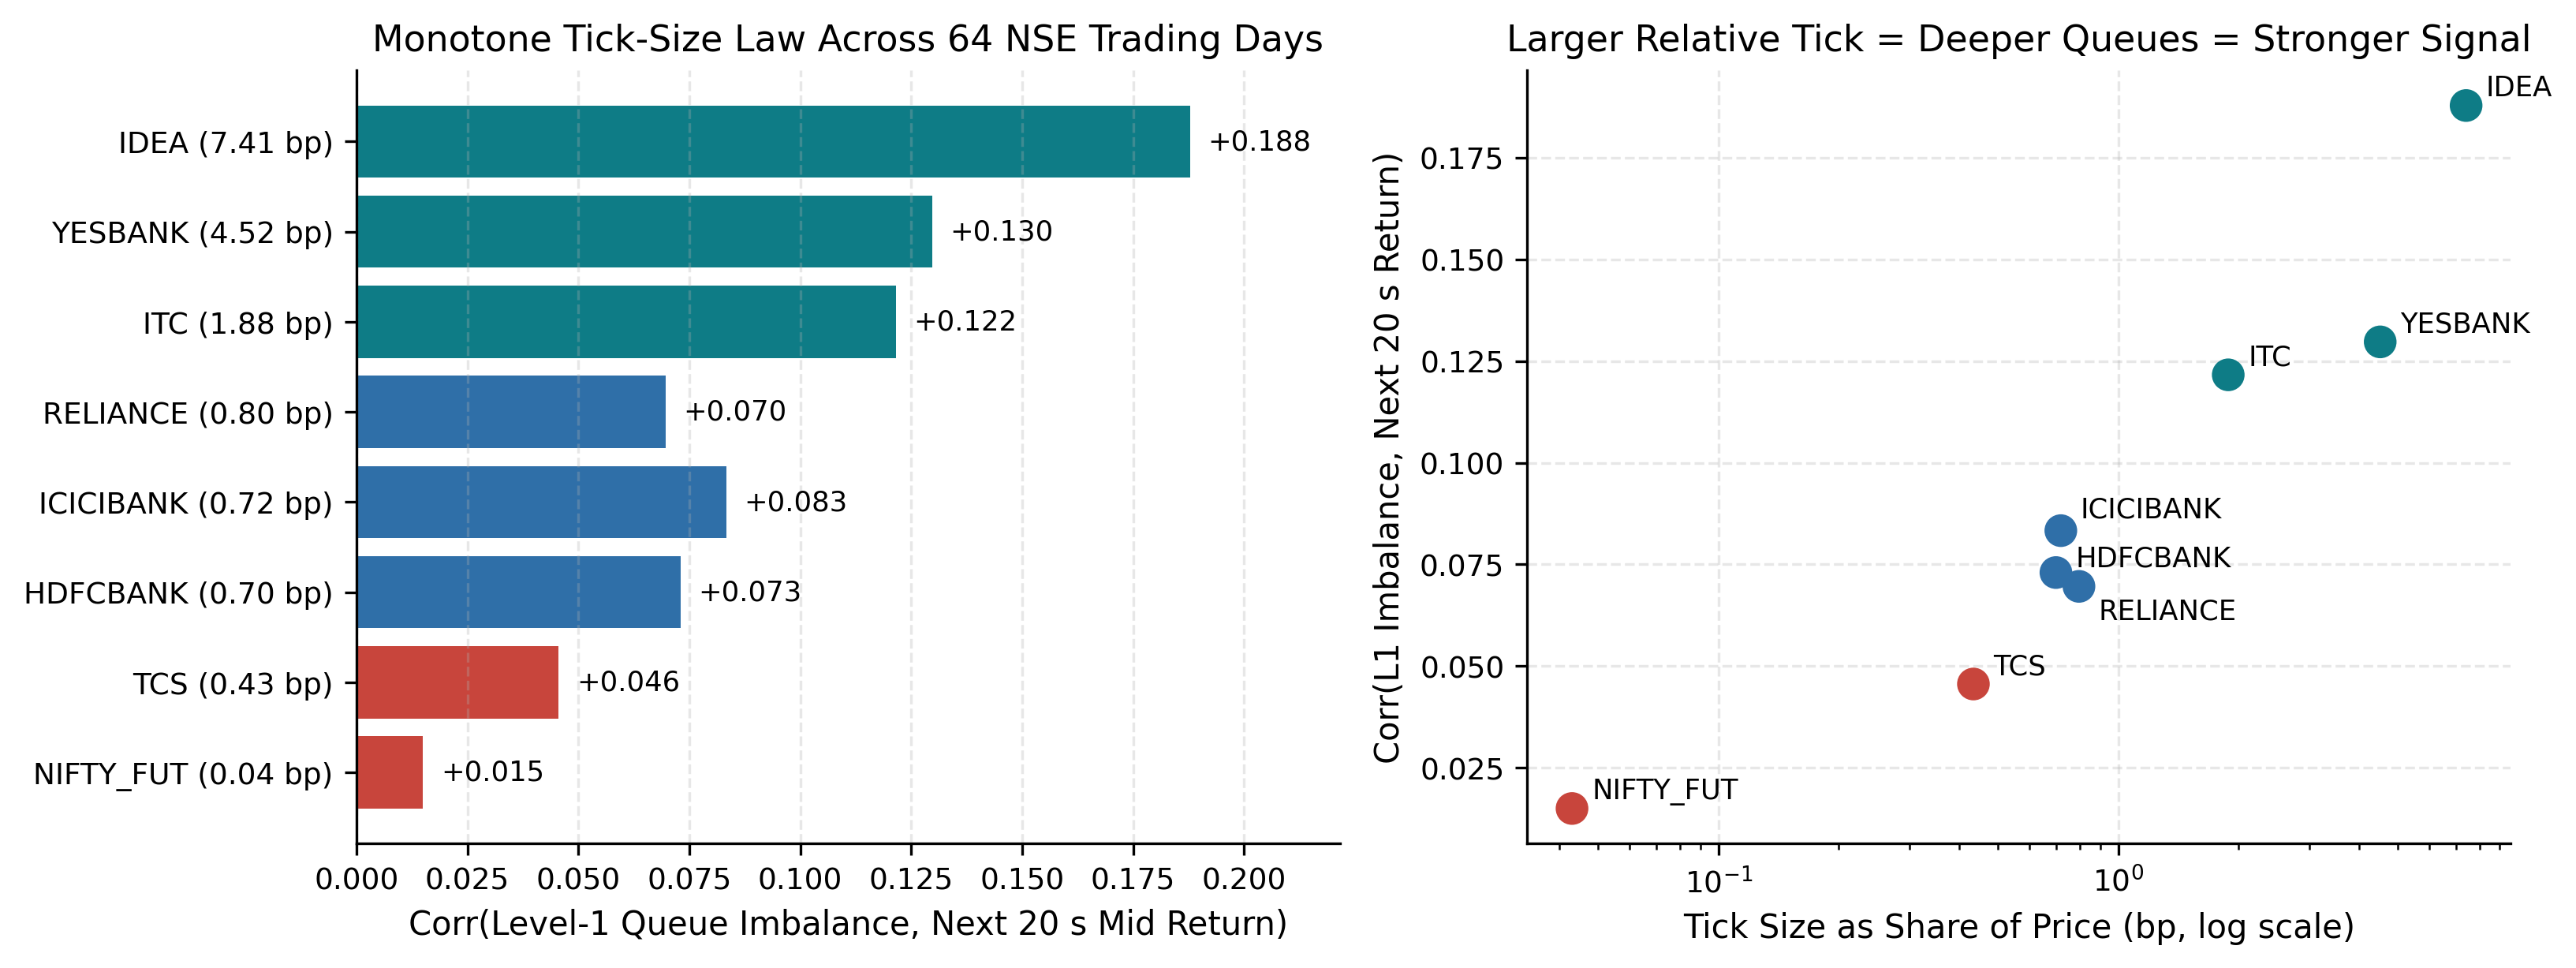 Monotone Tick-Size Law Across 64 NSE Trading Days
IDEA (7.41 bp)
+0.188
YESBANK (4.52 bp)
+0.130
ITC (1.88 bp)
+0.122
RELIANCE (0.80 bp)
+0.070
ICICIBANK (0.72 bp)
+0.083
HDFCBANK (0.70 bp)
+0.073
TCS (0.43 bp)
+0.046
NIFTY_FUT (0.04 bp)
+0.015
0.000 0.025 0.050 0.075 0.100 0.125 0.150 0.175 0.200
Corr(Level-1 Queue Imbalance, Next 20 s Mid Return)
Larger Relative Tick = Deeper Queues = Stronger Signal
Corr(L1 Imbalance, Next 20 s Return)
0.175
0.150
0.125
0.100
0.075
0.050
0.025
IDEA
YESBANK
ITC
ICICIBANK
HDFCBANK
RELIANCE
TCS
NIFTY_FUT
10⁻¹ 10⁰
Tick Size as Share of Price (bp, log scale)